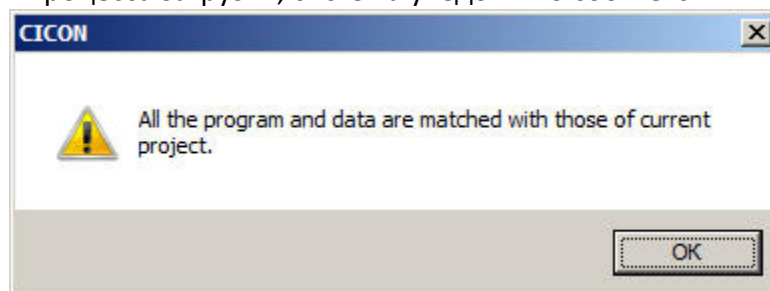 CICON
All the program and data are matched with those of current
project.
OK